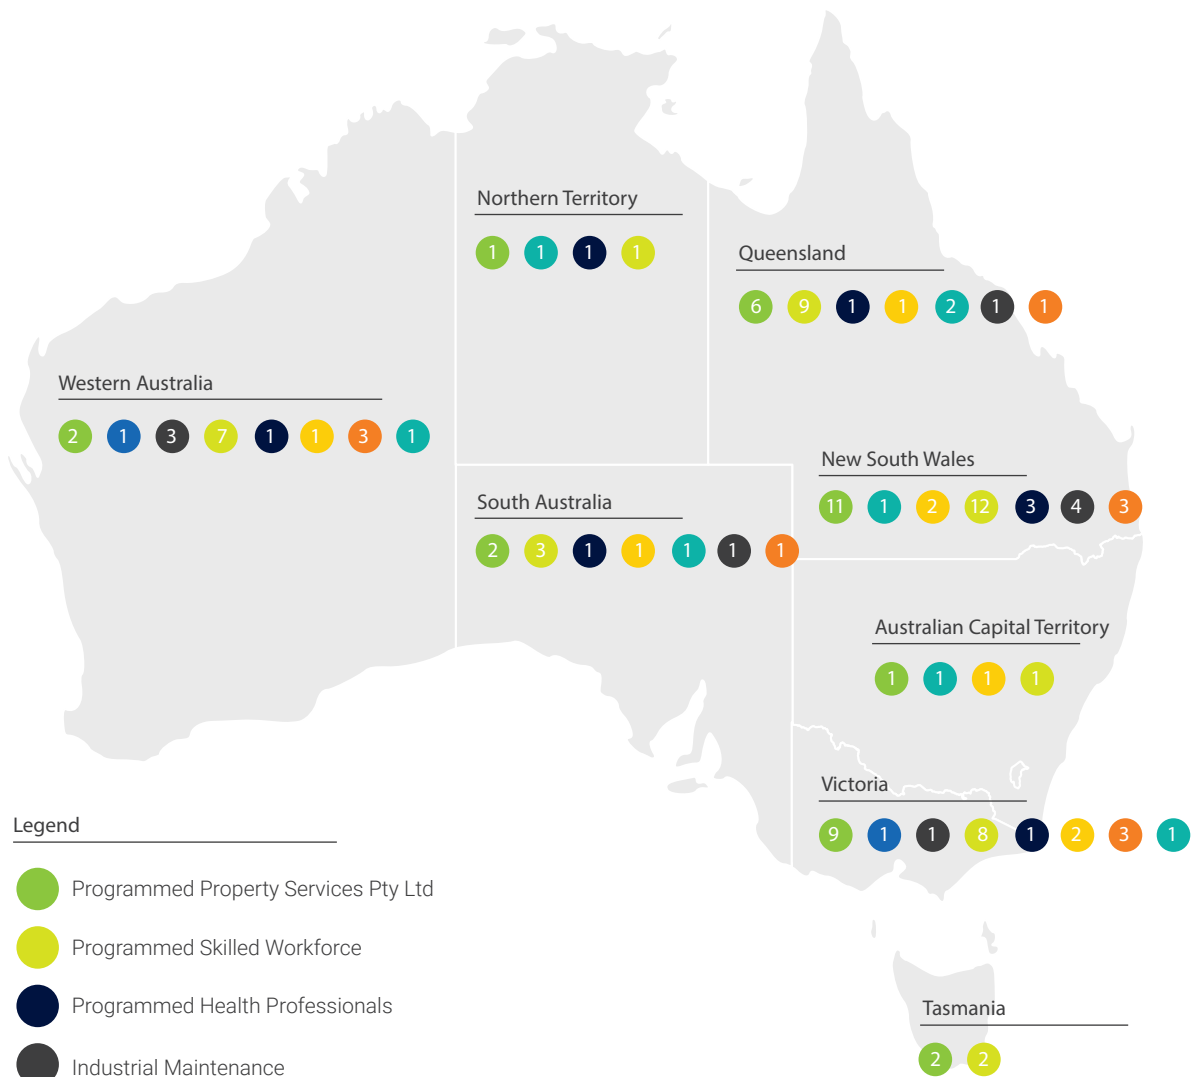 Northern Territory
1 1 1 1
Queensland
6 9 1 1 2 1 1
Western Australia
2 1 3 7 1 1 3 1
New South Wales
11 1 2 12 3 4 3
South Australia
2 3 1 1 1 1 1
Australian Capital Territory
1 1 1 1
Victoria
9 1 1 8 1 2 3 1
Legend
Programmed Property Services Pty Ltd
Programmed Skilled Workforce
Programmed Health Professionals
Industrial Maintenance
Tasmania
2 2